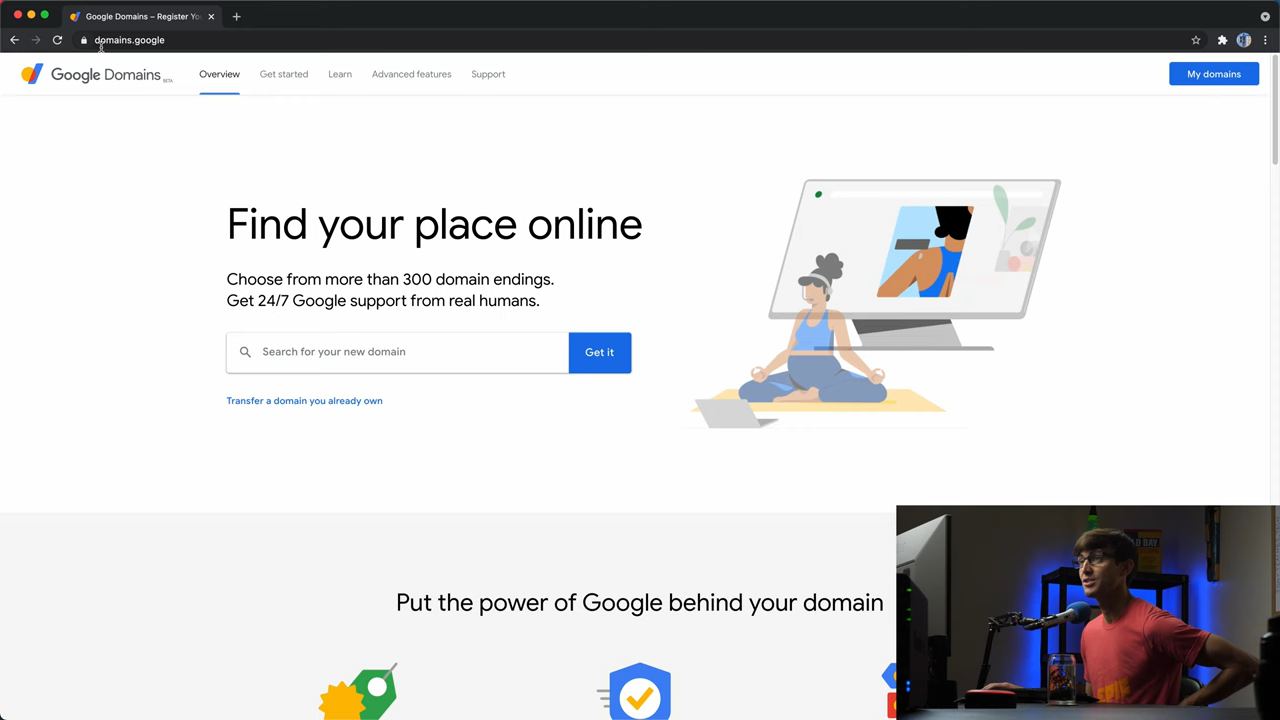 Google Domains – Register Yo
domains.google
Google Domains BETA
Overview
Get started
Learn
Advanced features
Support
My domains
Find your place online
Choose from more than 300 domain endings.
Get 24/7 Google support from real humans.
Search for your new domain
Get it
Transfer a domain you already own
Put the power of Google behind your domain